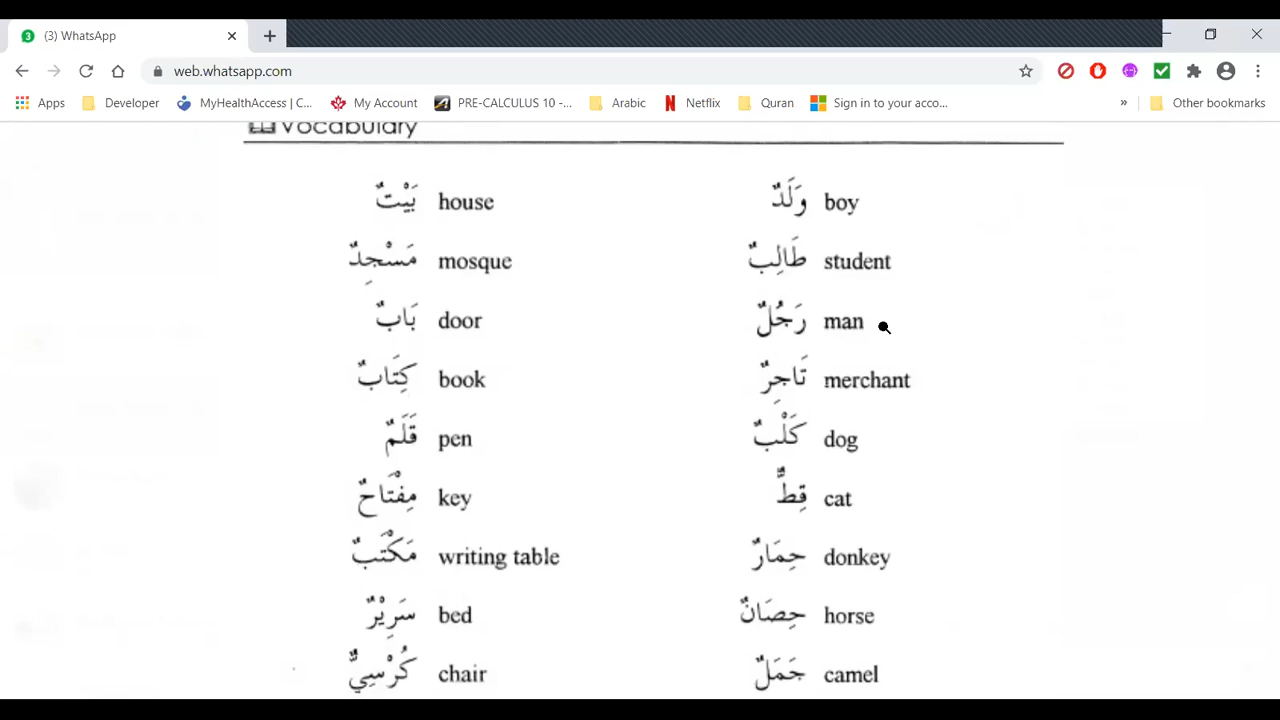 (3) WhatsApp
web.whatsapp.com
Apps Developer MyHealthAccess | C... My Account PRE-CALCULUS 10 -... Arabic Netflix Quran Sign in to your acco... » Other bookmarks
Vocabulary
بَيْتٌ house وَلَدٌ boy
مَسْجِدٌ mosque طَالِبٌ student
بَابٌ door رَجُلٌ man
كِتَابٌ book تَاجِرٌ merchant
قَلَمٌ pen كَلْبٌ dog
مِفْتَاحٌ key قِطٌّ cat
مَكْتَبٌ writing table حِمَارٌ donkey
سَرِيْرٌ bed حِصَانٌ horse
كُرْسِيٌّ chair جَمَلٌ camel